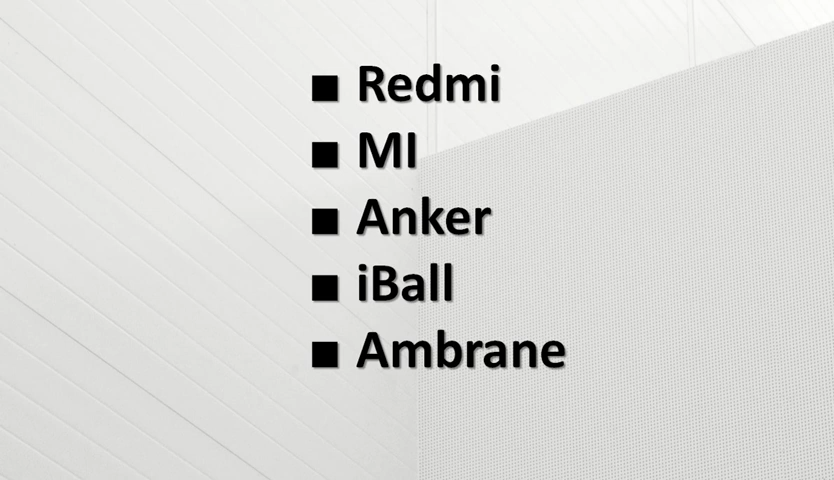 ■ Redmi
■ MI
■ Anker
■ iBall
■ Ambrane